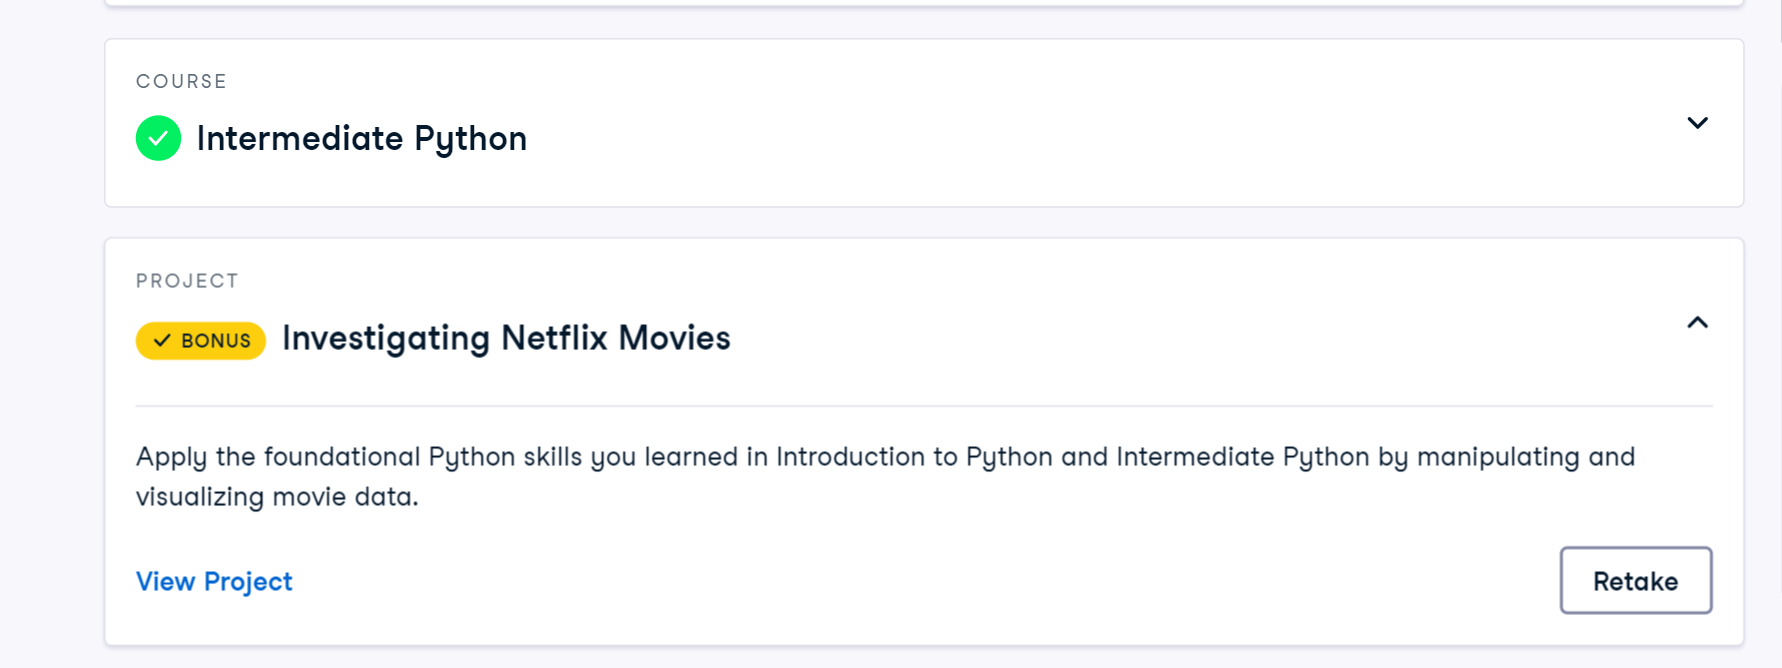 COURSE
Intermediate Python
PROJECT
BONUS Investigating Netflix Movies
Apply the foundational Python skills you learned in Introduction to Python and Intermediate Python by manipulating and
visualizing movie data.
View Project
Retake